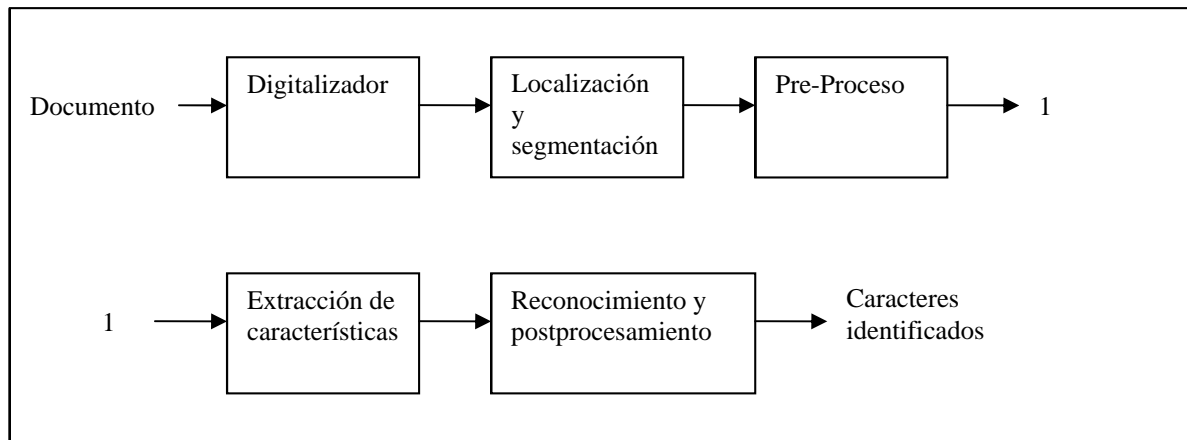 Documento
Digitalizador
Localización
y
segmentación
Pre-Proceso
1
1
Extracción de
características
Reconocimiento y
postprocesamiento
Caracteres
identificados